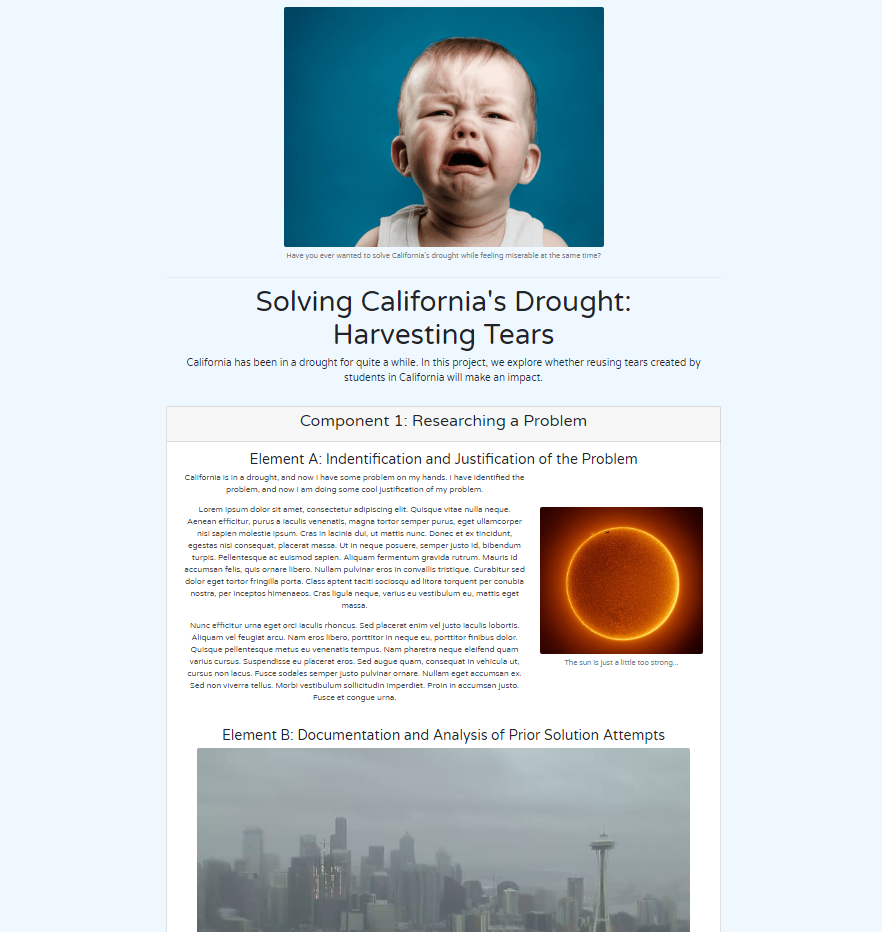 Have you ever wanted to solve California's drought while feeling miserable at the same time?
Solving California's Drought:
Harvesting Tears
California has been in a drought for quite a while. In this project, we explore whether reusing tears created by
students in California will make an impact.
Component 1: Researching a Problem
Element A: Indentification and Justification of the Problem
California is in a drought, and now I have some problem on my hands. I have identified the
problem, and now I am doing some cool justification of my problem.
Lorem ipsum dolor sit amet, consectetur adipiscing elit. Quisque vitae nulla neque.
Aenean efficitur, purus a iaculis venenatis, magna tortor semper purus, eget ullamcorper
nisl sapien molestie ipsum. Cras in lacinia dui, ut mattis nunc. Donec et ex tincidunt,
egestas nisi consequat, placerat massa. Ut in neque posuere, semper justo id, bibendum
turpis. Pellentesque ac euismod sapien. Aliquam fermentum gravida rutrum. Mauris id
accumsan felis, quis ornare libero. Nullam pulvinar eros in convallis tristique. Curabitur sed
dolor eget tortor fringilla porta. Class aptent taciti sociosqu ad litora torquent per conubia
nostra, per inceptos himenaeos. Cras ligula neque, varius eu vestibulum eu, mattis eget
massa.
Nunc efficitur urna eget orci iaculis rhoncus. Sed placerat enim vel justo iaculis lobortis.
Aliquam vel feugiat arcu. Nam eros libero, porttitor in neque eu, porttitor finibus dolor.
Quisque pellentesque metus eu venenatis tempus. Nam pharetra neque eleifend quam
varius cursus. Suspendisse eu placerat eros. Sed augue quam, consequat in vehicula ut,
cursus non lacus. Fusce sodales semper justo pulvinar ornare. Nullam eget accumsan ex.
Sed non viverra tellus. Morbi vestibulum sollicitudin imperdiet. Proin in accumsan justo.
Fusce et congue urna.
The sun is just a little too strong...
Element B: Documentation and Analysis of Prior Solution Attempts